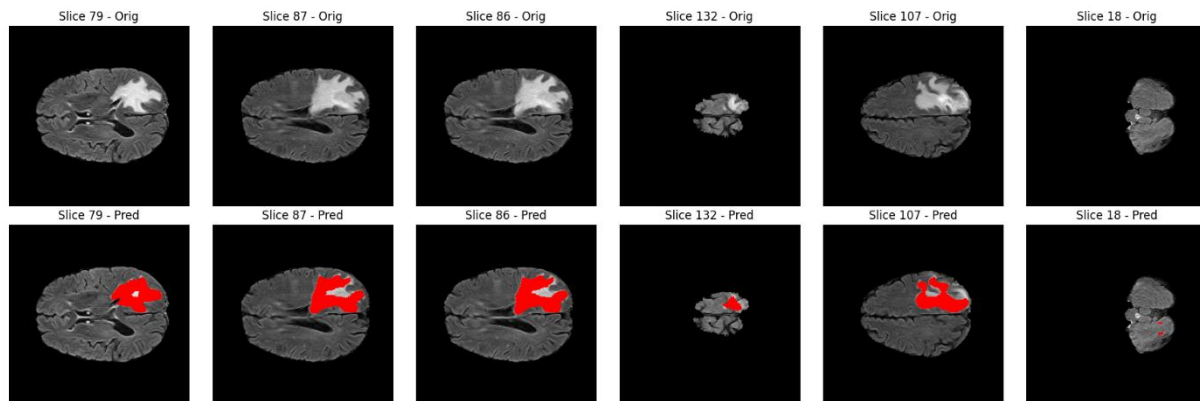 Slice 79 - Orig
Slice 87 - Orig
Slice 86 - Orig
Slice 132 - Orig
Slice 107 - Orig
Slice 18 - Orig
Slice 79 - Pred
Slice 87 - Pred
Slice 86 - Pred
Slice 132 - Pred
Slice 107 - Pred
Slice 18 - Pred